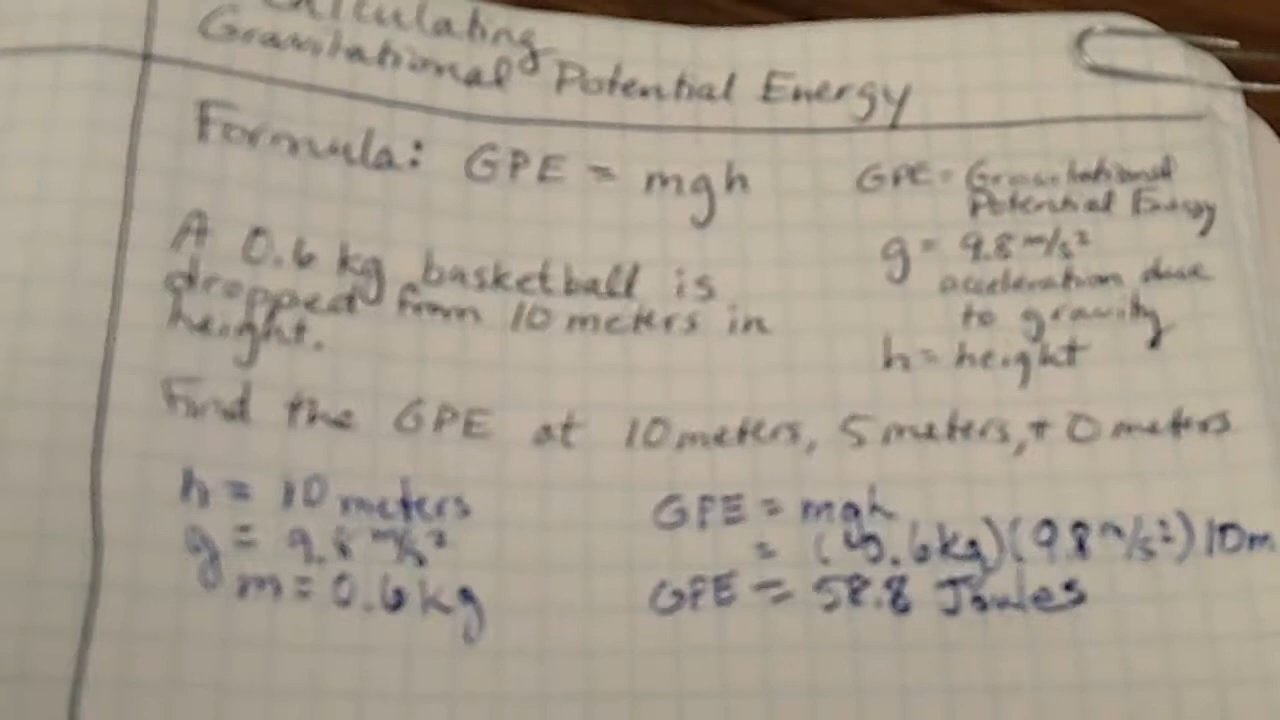 Calculating
Gravitational Potential Energy
Formula: GPE = mgh
GPE = Gravitational
Potential Energy
g = 9.8 m/s²
acceleration due
to gravity
h = height
A 0.6 kg basketball is
dropped from 10 meters in
height.
Find the GPE at 10 meters, 5 meters, + 0 meters
h = 10 meters
g = 9.8 m/s²
m = 0.6 kg
GPE = mgh
= (0.6kg)(9.8 m/s²) 10m
GPE = 58.8 Joules